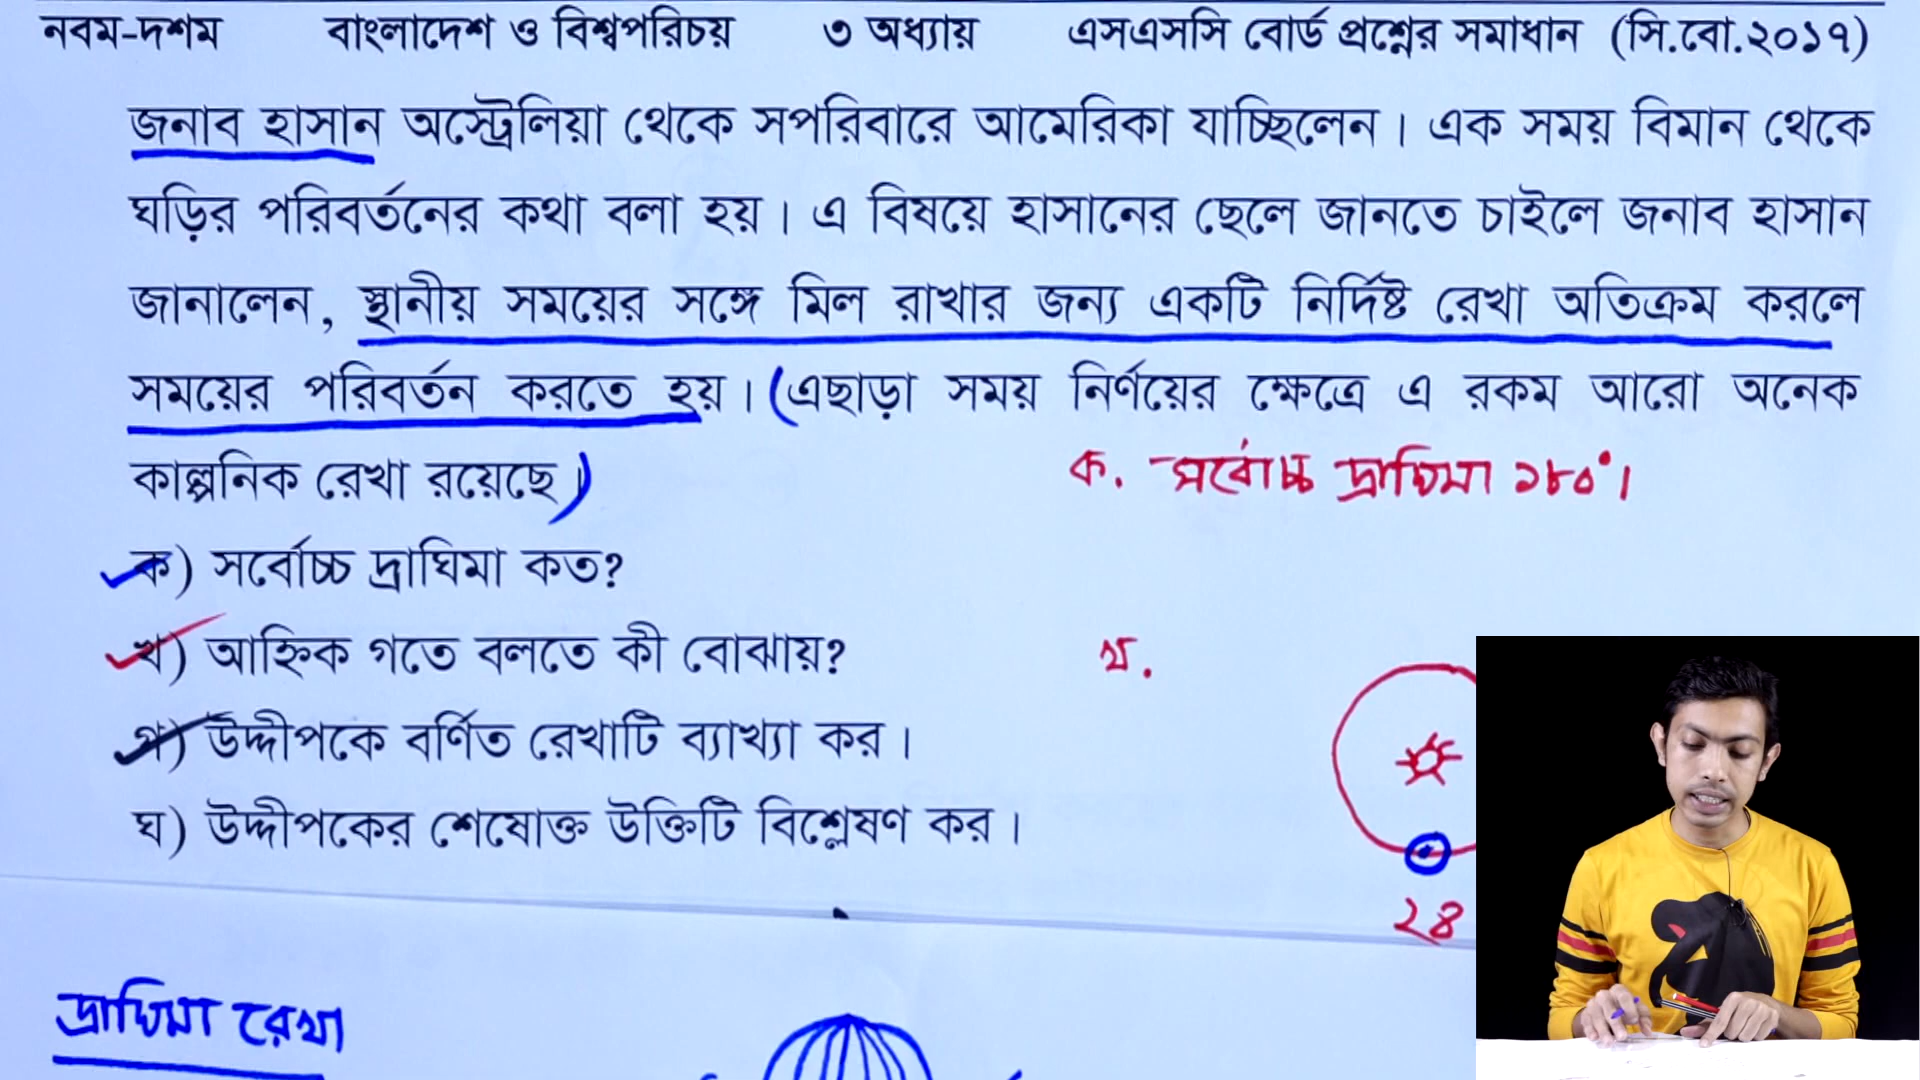 নবম-দশম বাংলাদেশ ও বিশ্বপরিচয় ৩ অধ্যায় এসএসসি বোর্ড প্রশ্নের সমাধান (সি.বো.২০১৭)
জনাব হাসান অস্ট্রেলিয়া থেকে সপরিবারে আমেরিকা যাচ্ছিলেন। এক সময় বিমান থেকে
ঘড়ির পরিবর্তনের কথা বলা হয়। এ বিষয়ে হাসানের ছেলে জানতে চাইলে জনাব হাসান
জানালেন, স্থানীয় সময়ের সঙ্গে মিল রাখার জন্য একটি নির্দিষ্ট রেখা অতিক্রম করলে
সময়ের পরিবর্তন করতে হয়। (এছাড়া সময় নির্ণয়ের ক্ষেত্রে এ রকম আরো অনেক
কাল্পনিক রেখা রয়েছে।)
ক. সর্বোচ্চ দ্রাঘিমা ১৮০°।
ক) সর্বোচ্চ দ্রাঘিমা কত?
খ) আহ্নিক গতে বলতে কী বোঝায়?
খ.
গ) উদ্দীপকে বর্ণিত রেখাটি ব্যাখ্যা কর।
ঘ) উদ্দীপকের শেষোক্ত উক্তিটি বিশ্লেষণ কর।
২৪
দ্রাঘিমা রেখা